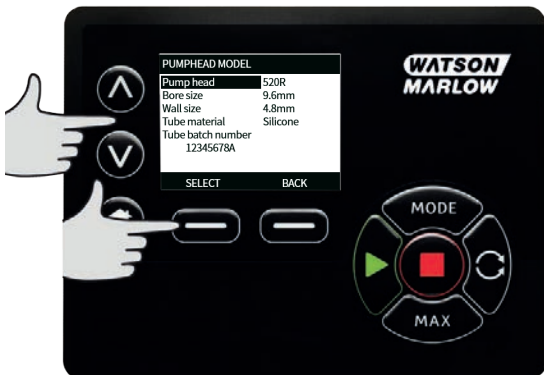 PUMPHEAD MODEL
Pump head 520R
Bore size 9.6mm
Wall size 4.8mm
Tube material Silicone
Tube batch number
12345678A
SELECT BACK
WATSON
MARLOW
MODE
MAX